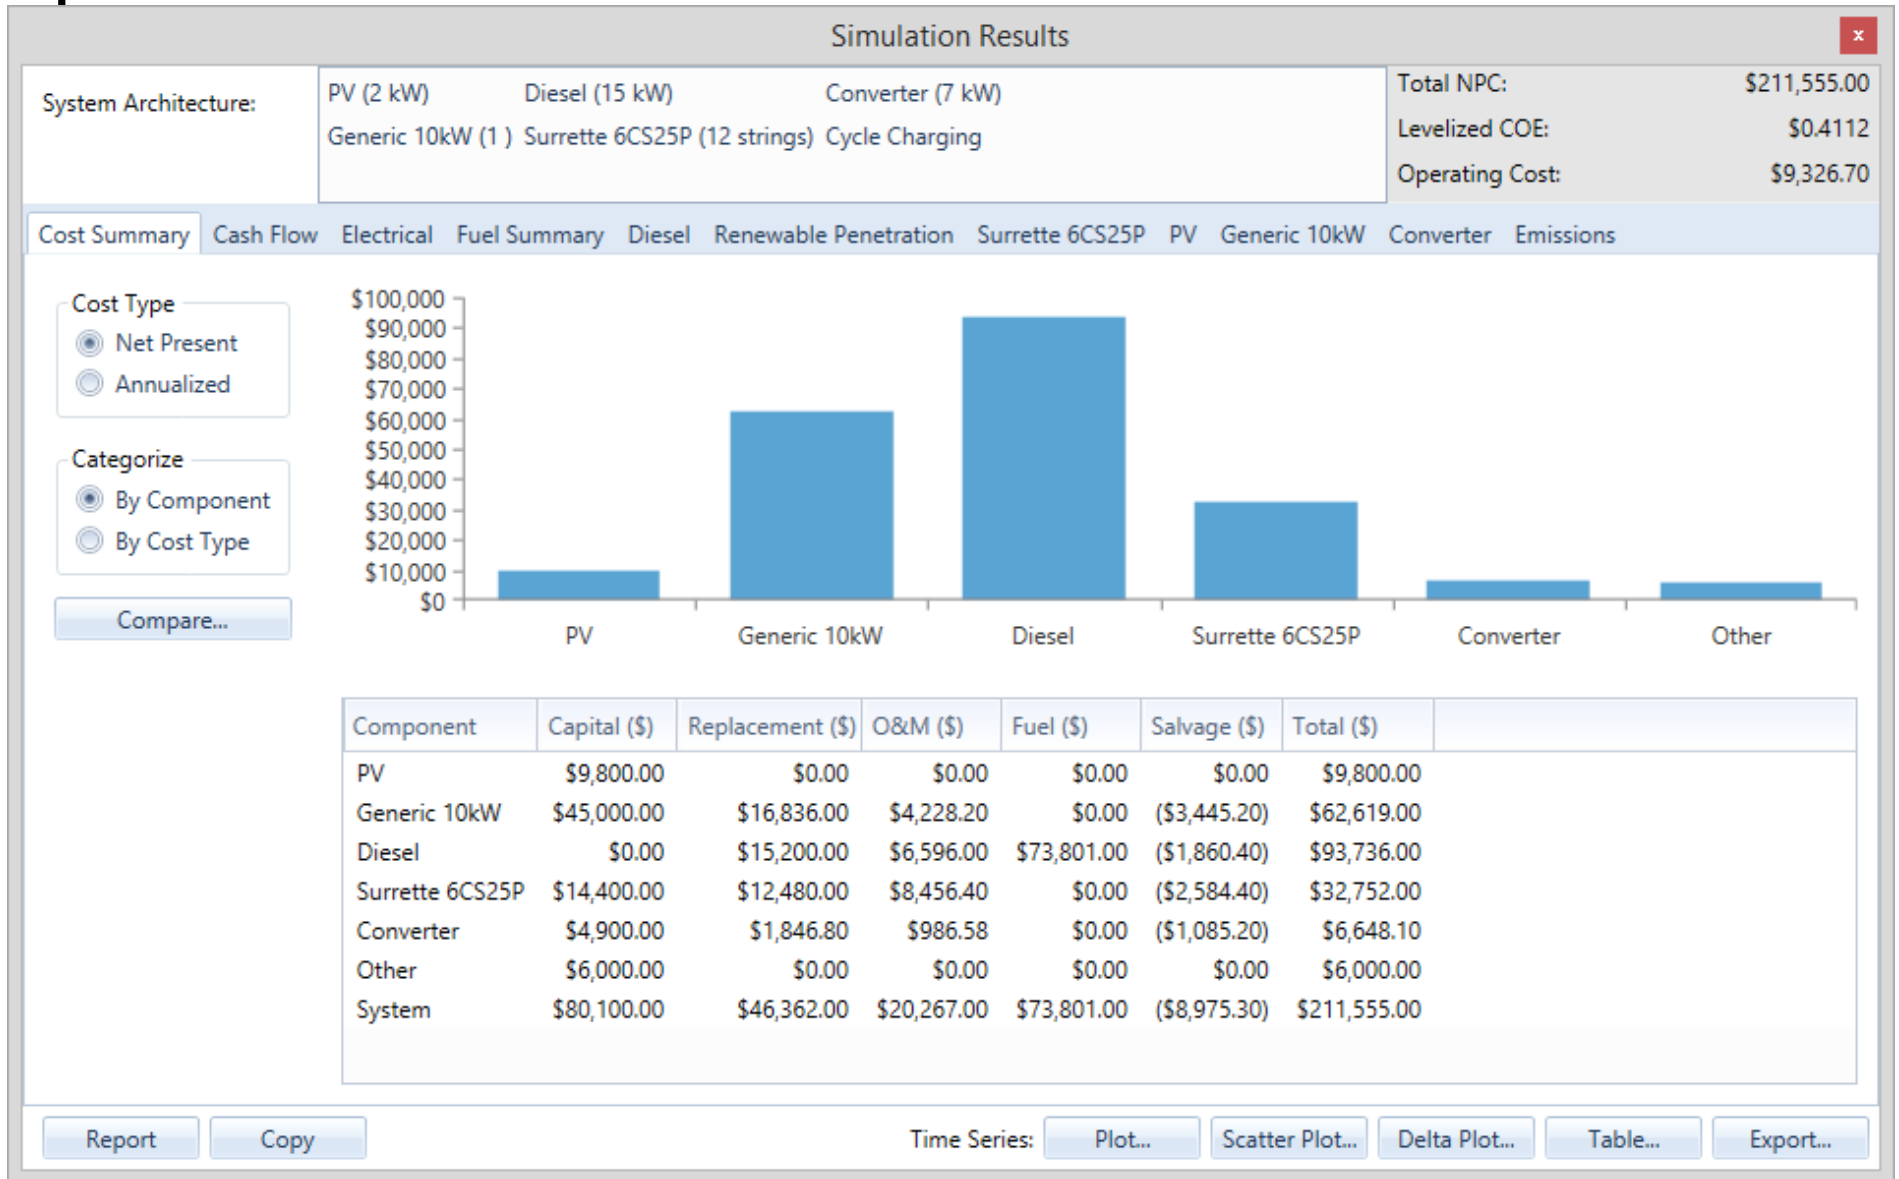 Simulation Results
x
System Architecture:
PV (2 kW) Diesel (15 kW) Converter (7 kW)
Generic 10kW (1 ) Surrette 6CS25P (12 strings) Cycle Charging
Total NPC: $211,555.00
Levelized COE: $0.4112
Operating Cost: $9,326.70
Cost Summary Cash Flow Electrical Fuel Summary Diesel Renewable Penetration Surrette 6CS25P PV Generic 10kW Converter Emissions
Cost Type
Net Present
Annualized
Categorize
By Component
By Cost Type
Compare...
$100,000
$90,000
$80,000
$70,000
$60,000
$50,000
$40,000
$30,000
$20,000
$10,000
$0
PV Generic 10kW Diesel Surrette 6CS25P Converter Other
Component Capital ($) Replacement ($) O&M ($) Fuel ($) Salvage ($) Total ($)
PV $9,800.00 $0.00 $0.00 $0.00 $0.00 $9,800.00
Generic 10kW $45,000.00 $16,836.00 $4,228.20 $0.00 ($3,445.20) $62,619.00
Diesel $0.00 $15,200.00 $6,596.00 $73,801.00 ($1,860.40) $93,736.00
Surrette 6CS25P $14,400.00 $12,480.00 $8,456.40 $0.00 ($2,584.40) $32,752.00
Converter $4,900.00 $1,846.80 $986.58 $0.00 ($1,085.20) $6,648.10
Other $6,000.00 $0.00 $0.00 $0.00 $0.00 $6,000.00
System $80,100.00 $46,362.00 $20,267.00 $73,801.00 ($8,975.30) $211,555.00
Report Copy Time Series: Plot... Scatter Plot... Delta Plot... Table... Export...